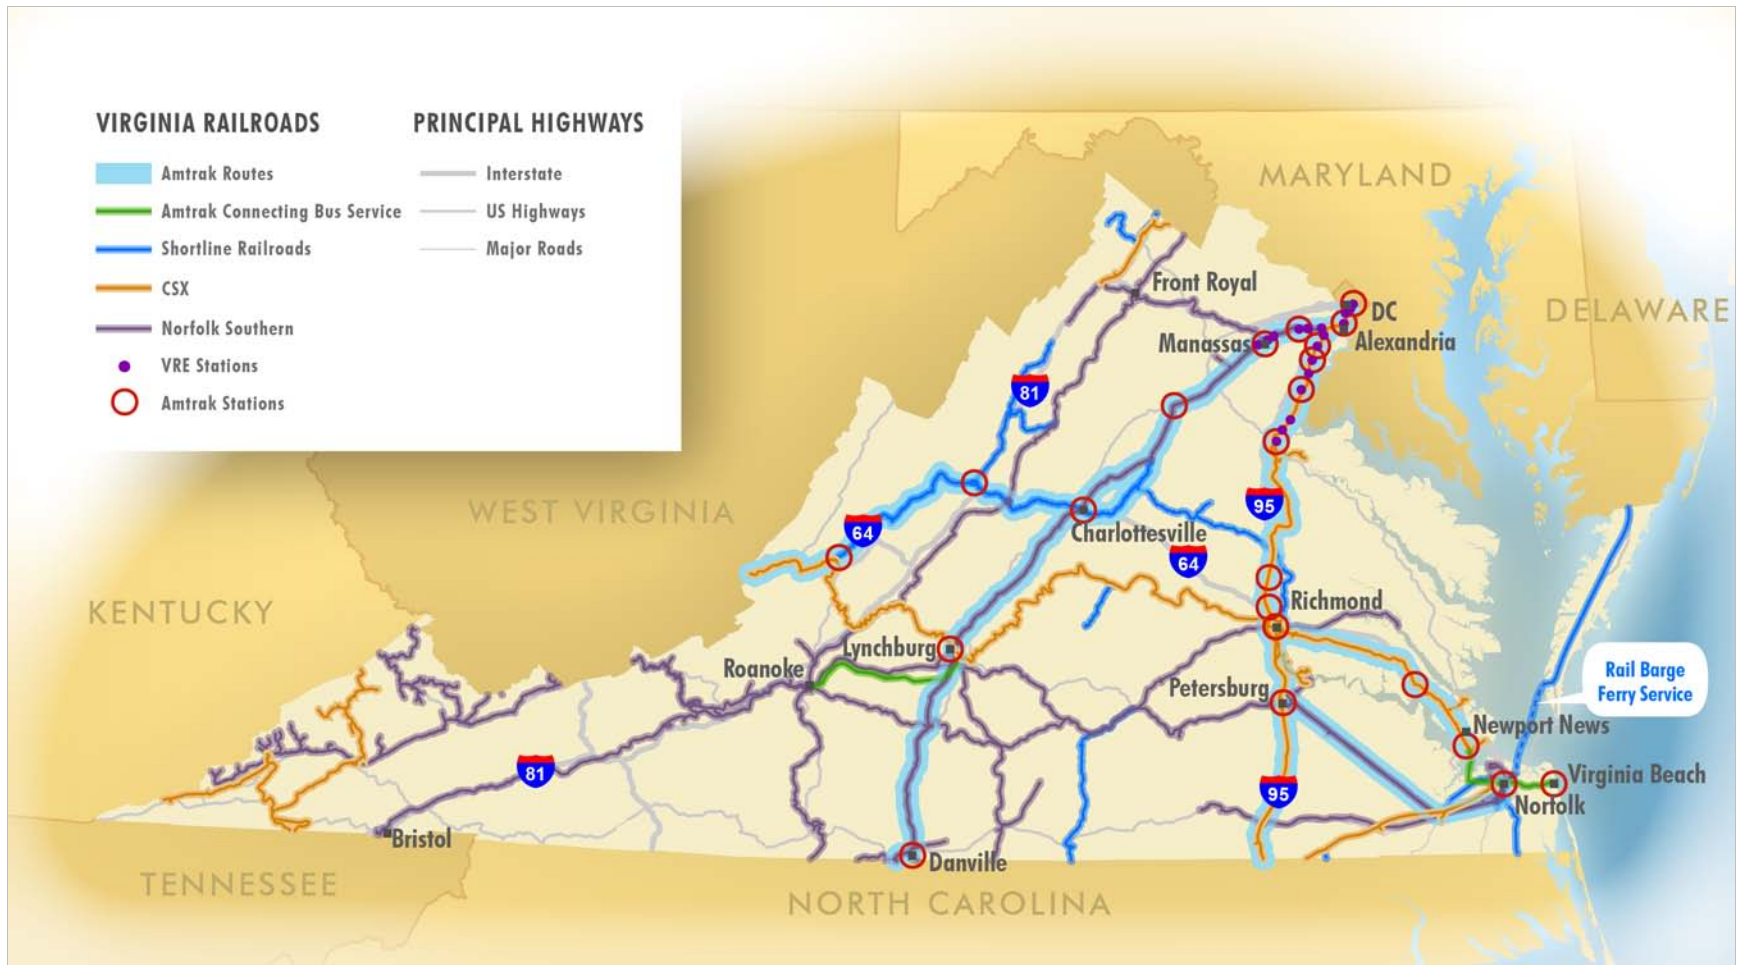 VIRGINIA RAILROADS
Amtrak Routes
Amtrak Connecting Bus Service
Shortline Railroads
CSX
Norfolk Southern
VRE Stations
Amtrak Stations
PRINCIPAL HIGHWAYS
Interstate
US Highways
Major Roads
MARYLAND
DELAWARE
Front Royal
DC
Alexandria
Manassas
81
WEST VIRGINIA
95
64
Charlottesville
64
KENTUCKY
Richmond
Lynchburg
Roanoke
Petersburg
Rail Barge
Ferry Service
Newport News
81
Virginia Beach
95
Norfolk
Bristol
Danville
TENNESSEE
NORTH CAROLINA